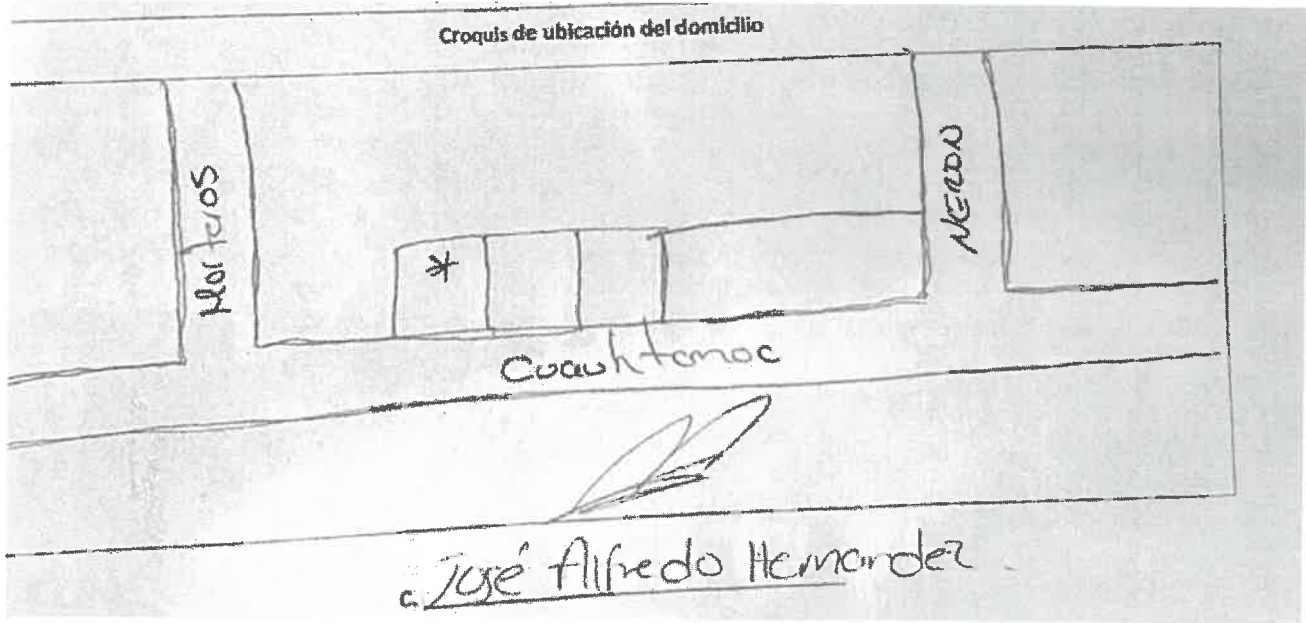 Croquis de ubicación del domicilio
Morteros
NERON
*
Cuauhtemoc
c. José Alfredo Hernandez